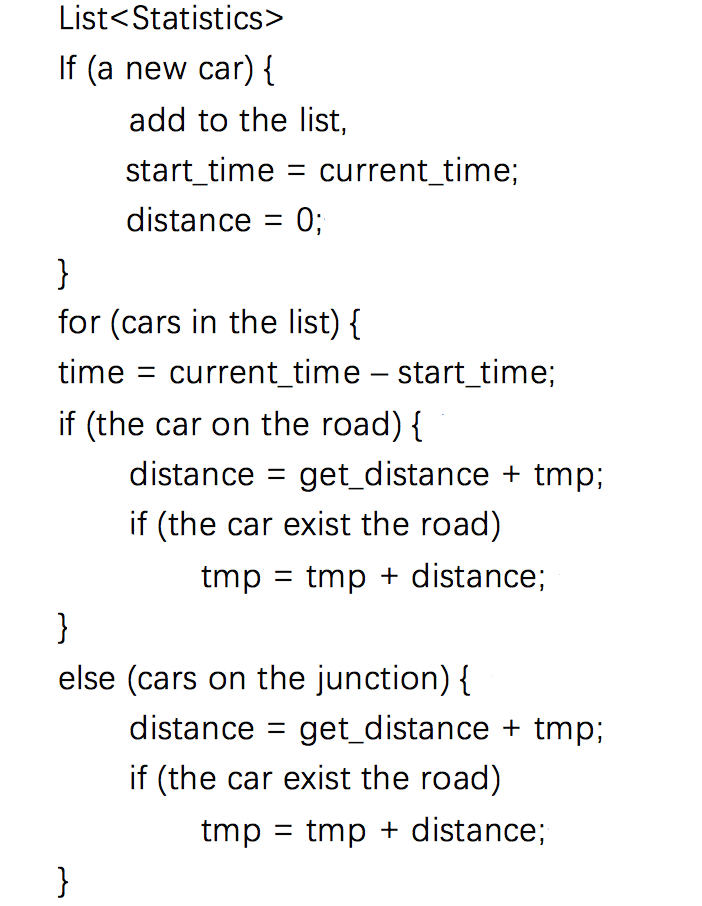 List<Statistics>
If (a new car) {
add to the list,
start_time = current_time;
distance = 0;
}
for (cars in the list) {
time = current_time – start_time;
if (the car on the road) {
distance = get_distance + tmp;
if (the car exist the road)
tmp = tmp + distance;
}
else (cars on the junction) {
distance = get_distance + tmp;
if (the car exist the road)
tmp = tmp + distance;
}